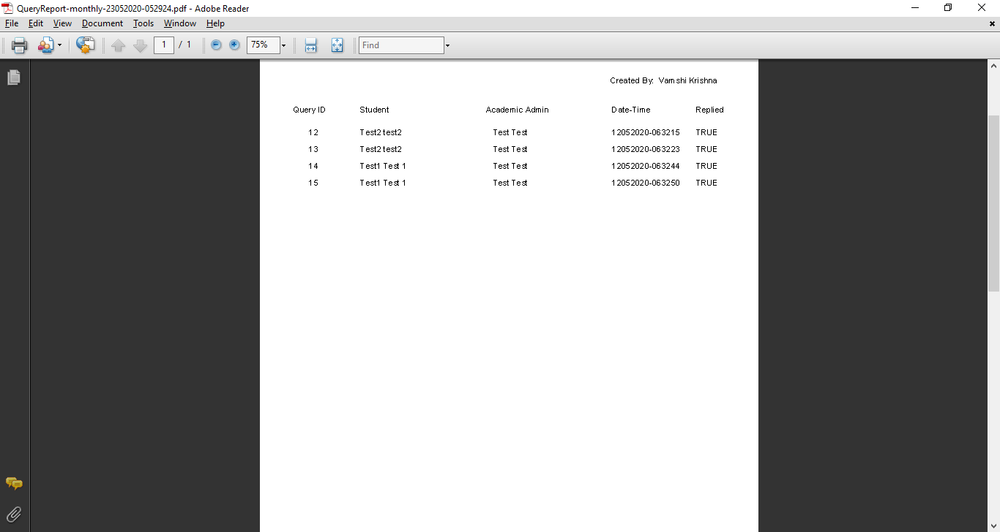 QueryReport-monthly-23052020-052924.pdf - Adobe Reader
File Edit View Document Tools Window Help
1 / 1 75% Find
Created By: Vamshi Krishna
Query ID Student Academic Admin Date-Time Replied
12 Test2 test2 Test Test 12052020-063215 TRUE
13 Test2 test2 Test Test 12052020-063223 TRUE
14 Test1 Test 1 Test Test 12052020-063244 TRUE
15 Test1 Test 1 Test Test 12052020-063250 TRUE